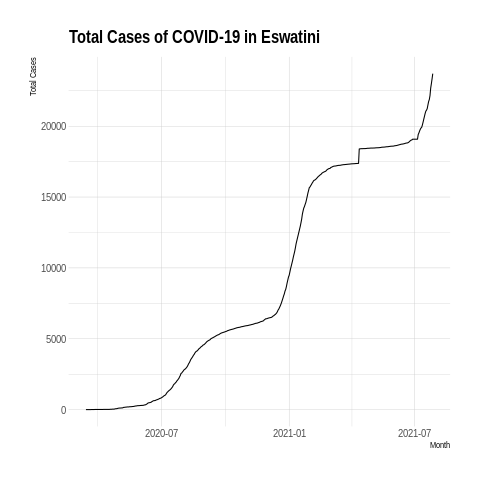 Total Cases of COVID-19 in Eswatini
Total Cases
20000
15000
10000
5000
0
2020-07
2021-01
2021-07
Month